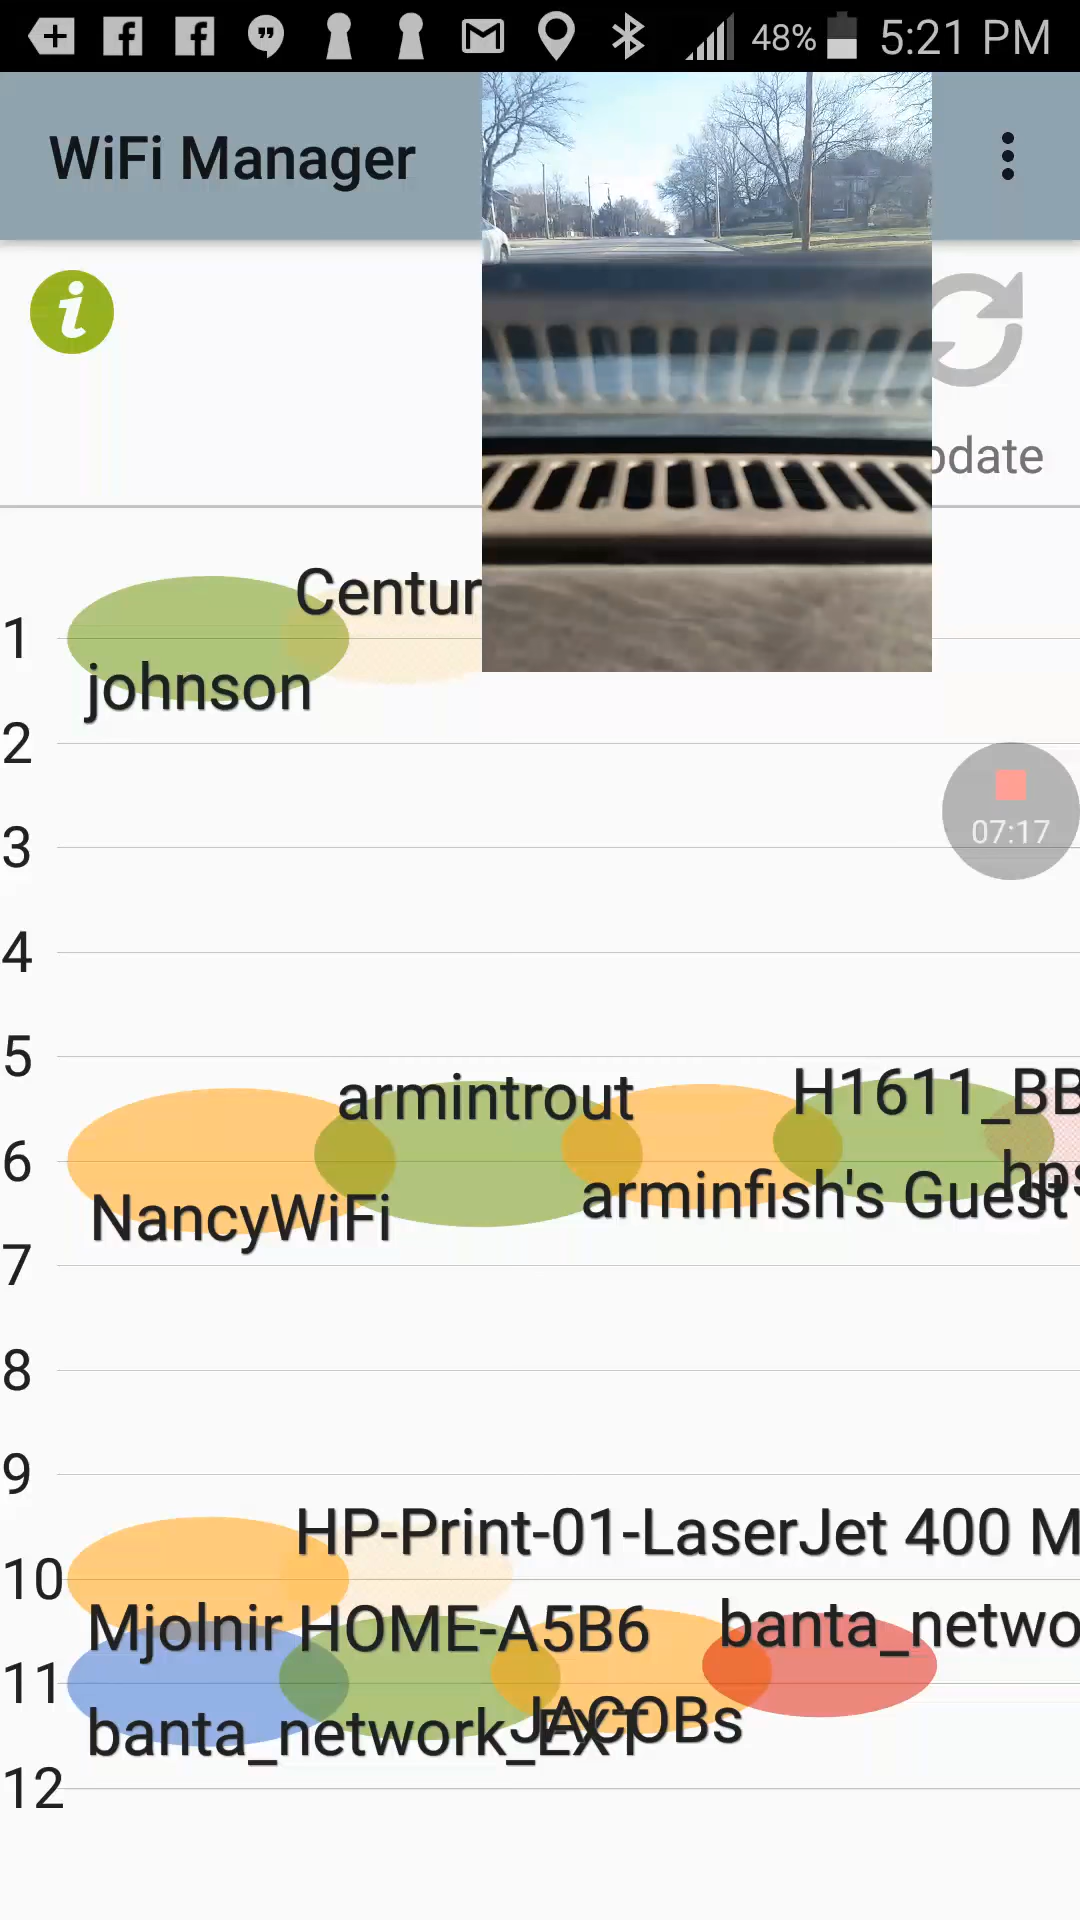 48% 5:21 PM
WiFi Manager
Centur
1
johnson
2
07:17
3
4
5
armintrout H1611_BB
6
arminfish's Guest
NancyWiFi
7
8
9
HP-Print-01-LaserJet 400 M
10
Mjolnir HOME-A5B6 banta_netwo
11
banta_network_EXT JACOBs
12